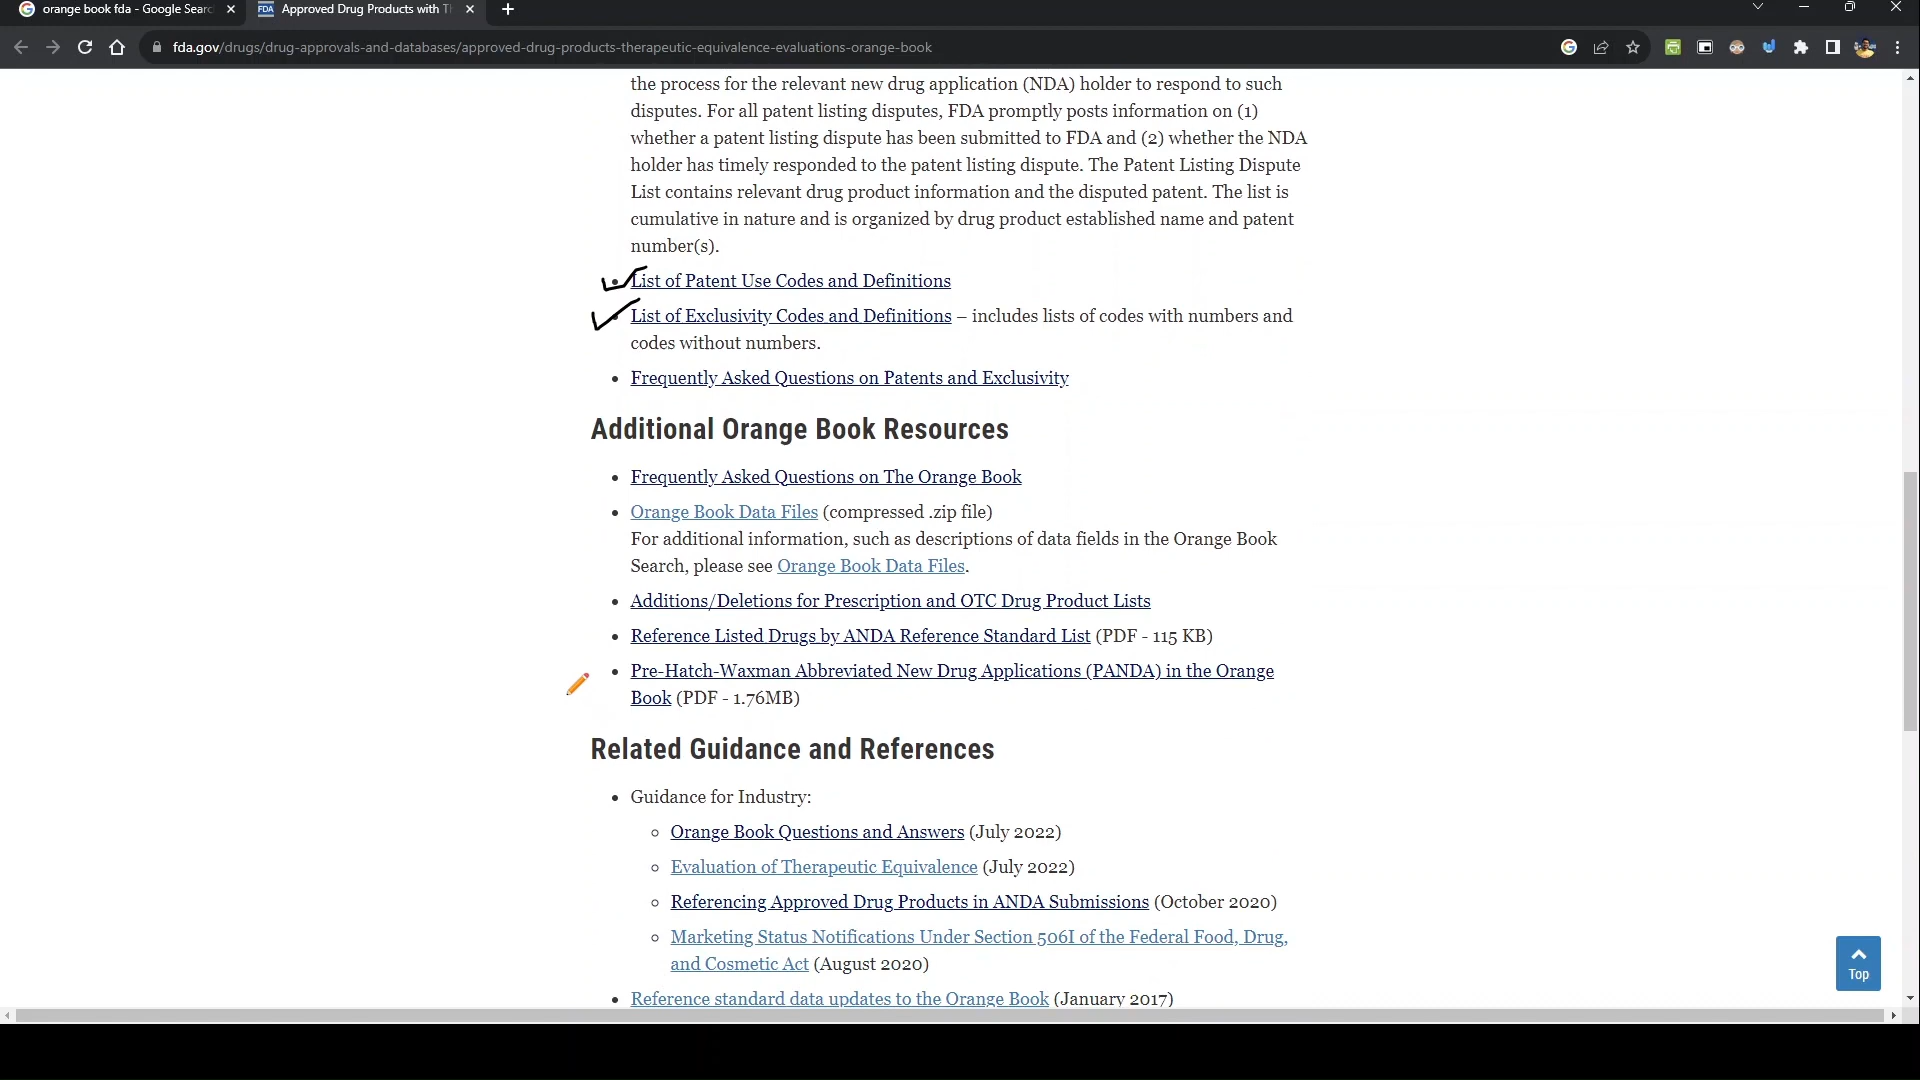 orange book fda - Google Searc
Approved Drug Products with T
fda.gov/drugs/drug-approvals-and-databases/approved-drug-products-therapeutic-equivalence-evaluations-orange-book
the process for the relevant new drug application (NDA) holder to respond to such
disputes. For all patent listing disputes, FDA promptly posts information on (1)
whether a patent listing dispute has been submitted to FDA and (2) whether the NDA
holder has timely responded to the patent listing dispute. The Patent Listing Dispute
List contains relevant drug product information and the disputed patent. The list is
cumulative in nature and is organized by drug product established name and patent
number(s).
List of Patent Use Codes and Definitions
List of Exclusivity Codes and Definitions – includes lists of codes with numbers and
codes without numbers.
Frequently Asked Questions on Patents and Exclusivity
Additional Orange Book Resources
Frequently Asked Questions on The Orange Book
Orange Book Data Files (compressed .zip file)
For additional information, such as descriptions of data fields in the Orange Book
Search, please see Orange Book Data Files.
Additions/Deletions for Prescription and OTC Drug Product Lists
Reference Listed Drugs by ANDA Reference Standard List (PDF - 115 KB)
Pre-Hatch-Waxman Abbreviated New Drug Applications (PANDA) in the Orange
Book (PDF - 1.76MB)
Related Guidance and References
Guidance for Industry:
Orange Book Questions and Answers (July 2022)
Evaluation of Therapeutic Equivalence (July 2022)
Referencing Approved Drug Products in ANDA Submissions (October 2020)
Marketing Status Notifications Under Section 506I of the Federal Food, Drug,
and Cosmetic Act (August 2020)
Reference standard data updates to the Orange Book (January 2017)
Top